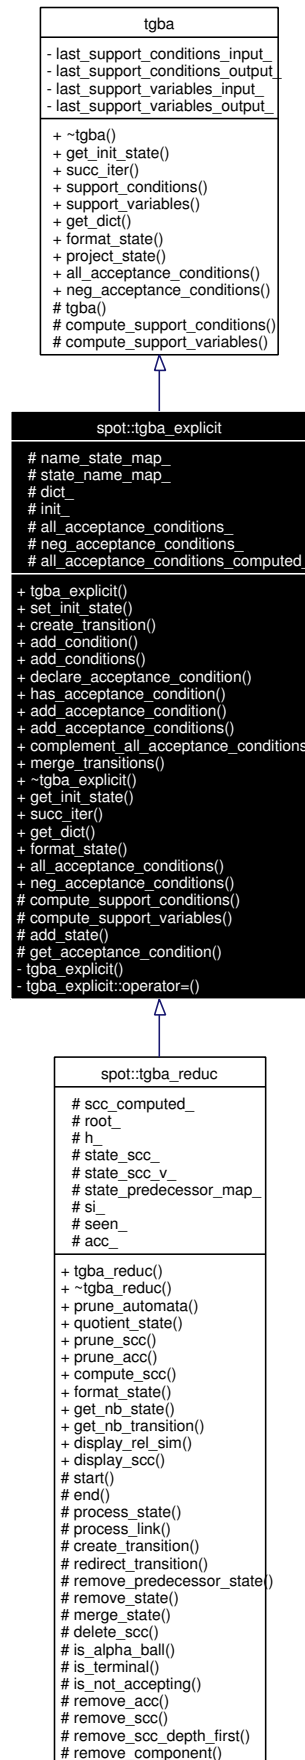 tgba
- last_support_conditions_input_
- last_support_conditions_output_
- last_support_variables_input_
- last_support_variables_output_
+ ~tgba()
+ get_init_state()
+ succ_iter()
+ support_conditions()
+ support_variables()
+ get_dict()
+ format_state()
+ project_state()
+ all_acceptance_conditions()
+ neg_acceptance_conditions()
# tgba()
# compute_support_conditions()
# compute_support_variables()
spot::tgba_explicit
# name_state_map_
# state_name_map_
# dict_
# init_
# all_acceptance_conditions_
# neg_acceptance_conditions_
# all_acceptance_conditions_computed_
+ tgba_explicit()
+ set_init_state()
+ create_transition()
+ add_condition()
+ add_conditions()
+ declare_acceptance_condition()
+ has_acceptance_condition()
+ add_acceptance_condition()
+ add_acceptance_conditions()
+ complement_all_acceptance_conditions
+ merge_transitions()
+ ~tgba_explicit()
+ get_init_state()
+ succ_iter()
+ get_dict()
+ format_state()
+ all_acceptance_conditions()
+ neg_acceptance_conditions()
# compute_support_conditions()
# compute_support_variables()
# add_state()
# get_acceptance_condition()
- tgba_explicit()
- tgba_explicit::operator=()
spot::tgba_reduc
# scc_computed_
# root_
# h_
# state_scc_
# state_scc_v_
# state_predecessor_map_
# si_
# seen_
# acc_
+ tgba_reduc()
+ ~tgba_reduc()
+ prune_automata()
+ quotient_state()
+ prune_scc()
+ prune_acc()
+ compute_scc()
+ format_state()
+ get_nb_state()
+ get_nb_transition()
+ display_rel_sim()
+ display_scc()
# start()
# end()
# process_state()
# process_link()
# create_transition()
# redirect_transition()
# remove_predecessor_state()
# remove_state()
# merge_state()
# delete_scc()
# is_alpha_ball()
# is_terminal()
# is_not_accepting()
# remove_acc()
# remove_scc()
# remove_scc_depth_first()
# remove_component()